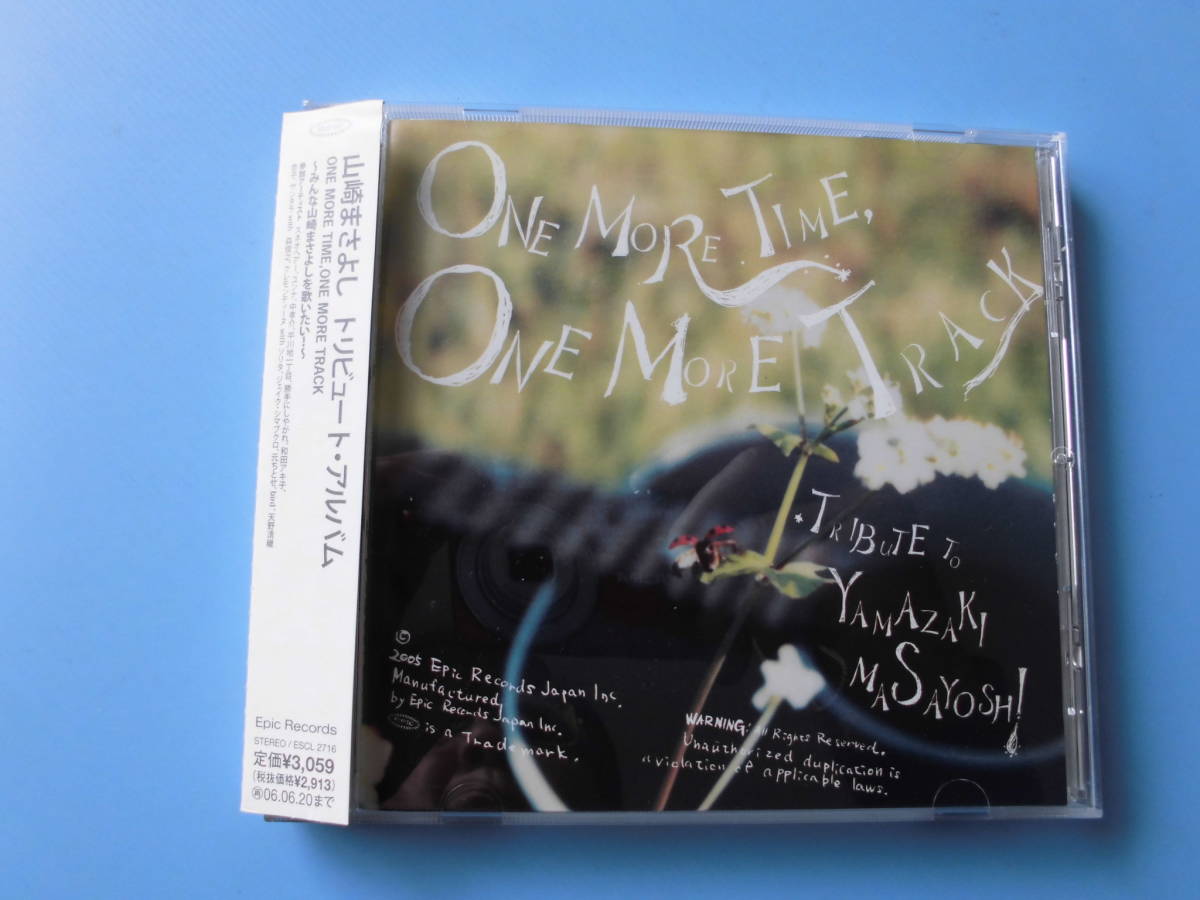 山崎まさよし トリビュート・アルバム
ONE MORE TIME,ONE MORE TRACK
～みんな山崎まさよしを歌いたい!～
Epic Records
STEREO / ESCL 2716
定価¥3,059
(税抜価格¥2,913)
06.06.20まで
ONE MORE TIME,
ONE MORE TRACK
TRIBUTE TO
YAMAZAKI
MASAYOSHI
©
2005 Epic Records Japan Inc.
Manufactured
by Epic Records Japan Inc.
is a Trademark.
WARNING: All Rights Reserved.
Unauthorized duplication is
a violation of applicable laws.